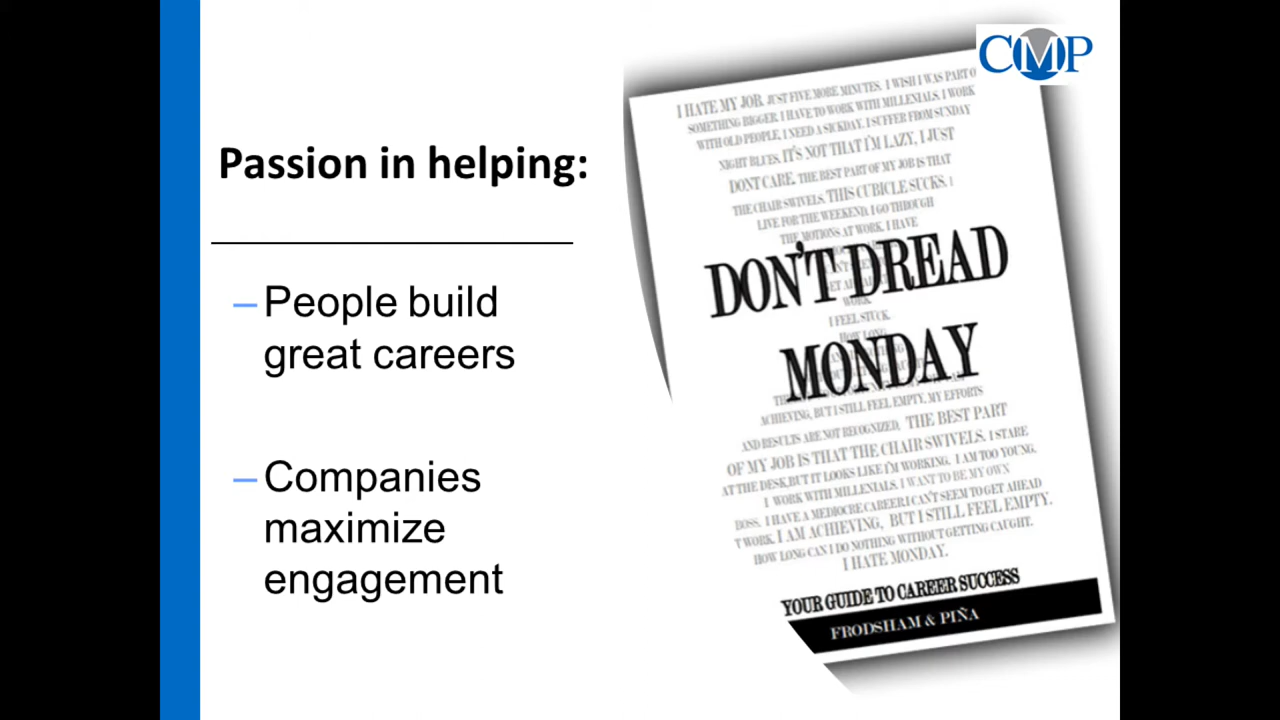 CMP
Passion in helping:
–People build
great careers
–Companies
maximize
engagement
I HATE MY JOB. JUST FIVE MORE MINUTES. I WISH I WAS PART O
SOMETHING BIGGER. I HAVE TO WORK WITH MILLENIALS. I WORK
WITH OLD PEOPLE, I NEED A SICKDAY. I SUFFER FROM SUNDAY
NIGHT BLUES. IT'S NOT THAT I'M LAZY, I JUST
DONT CARE. THE BEST PART OF MY JOB IS THAT
THE CHAIR SWIVELS. THIS CUBICLE SUCKS. I
LIVE FOR THE WEEKEND. I GO THROUGH
THE MOTIONS AT WORK. I HAVE
DON'T DREAD
WORK.
I FEEL STUCK.
HOW LONG
MONDAY
ACHIEVING, BUT I STILL FEEL EMPTY. MY EFFORTS
AND RESULTS ARE NOT RECOGNIZED. THE BEST PART
OF MY JOB IS THAT THE CHAIR SWIVELS. I STARE
AT THE DESK,BUT IT LOOKS LIKE I'M WORKING. I AM TOO YOUNG.
I WORK WITH MILLENIALS. I WANT TO BE MY OWN
BOSS. I HAVE A MEDIOCRE CAREER.I CAN'T SEEM TO GET AHEAD
T WORK. I AM ACHIEVING, BUT I STILL FEEL EMPTY.
HOW LONG CAN I DO NOTHING WITHOUT GETTING CAUGHT.
I HATE MONDAY.
YOUR GUIDE TO CAREER SUCCESS
FRODSHAM & PIÑA